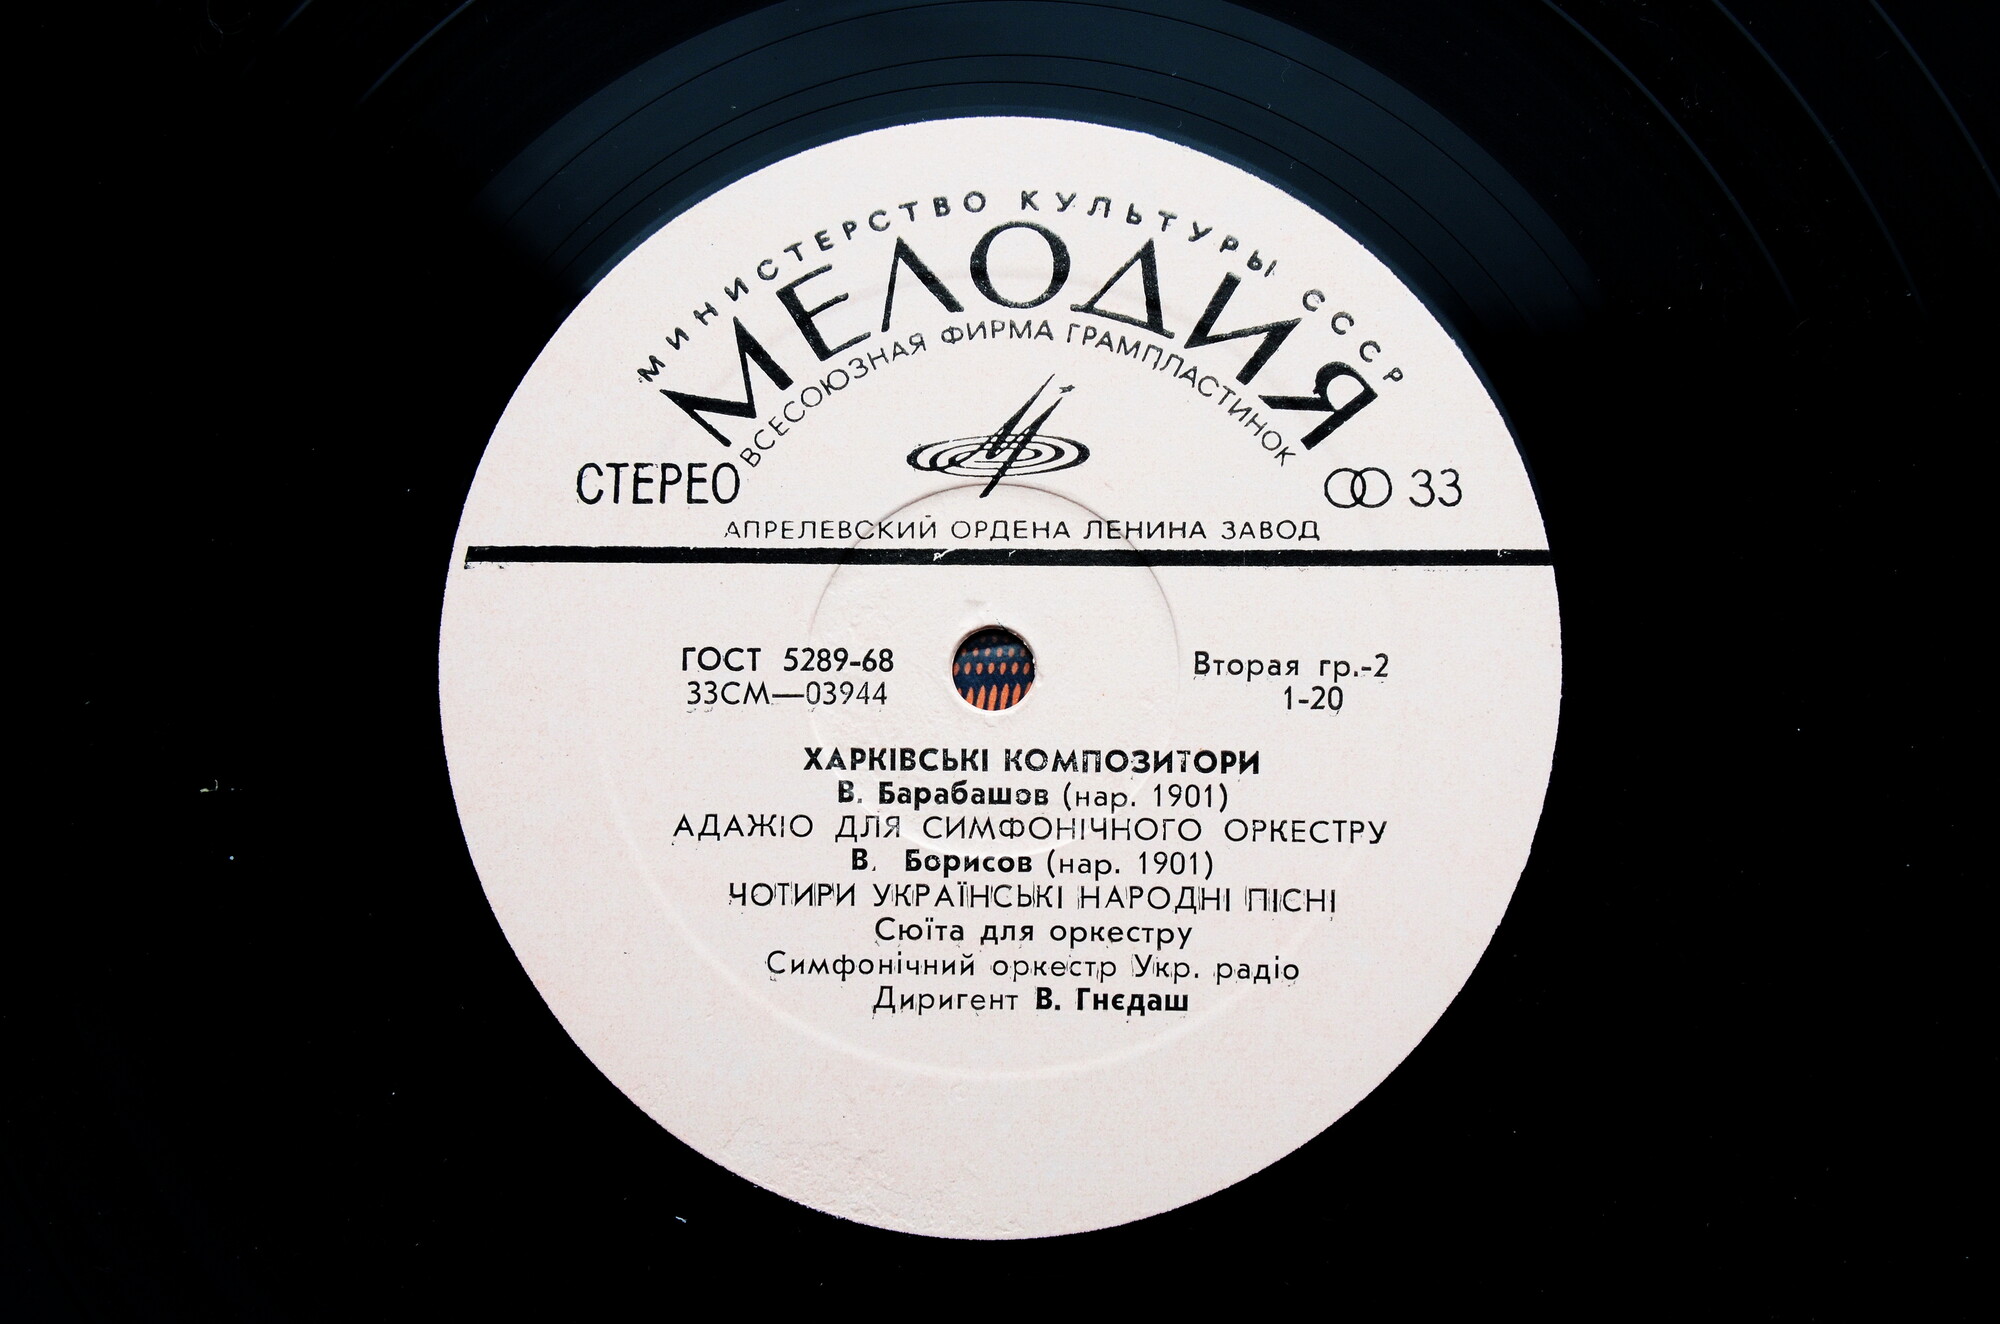 МИНИСТЕРСТВО КУЛЬТУРЫ СССР
МЕЛОДИЯ
ВСЕСОЮЗНАЯ ФИРМА ГРАМПЛАСТИНОК
СТЕРЕО
33
АПРЕЛЕВСКИЙ ОРДЕНА ЛЕНИНА ЗАВОД
ГОСТ 5289-68
33СМ—03944
Вторая гр.-2
1-20
ХАРКІВСЬКІ КОМПОЗИТОРИ
В. Барабашов (нар. 1901)
АДАЖІО ДЛЯ СИМФОНІЧНОГО ОРКЕСТРУ
В. Борисов (нар. 1901)
ЧОТИРИ УКРАЇНСЬКІ НАРОДНІ ПІСНІ
Сюїта для оркестру
Симфонічний оркестр Укр. радіо
Диригент В. Гнєдаш